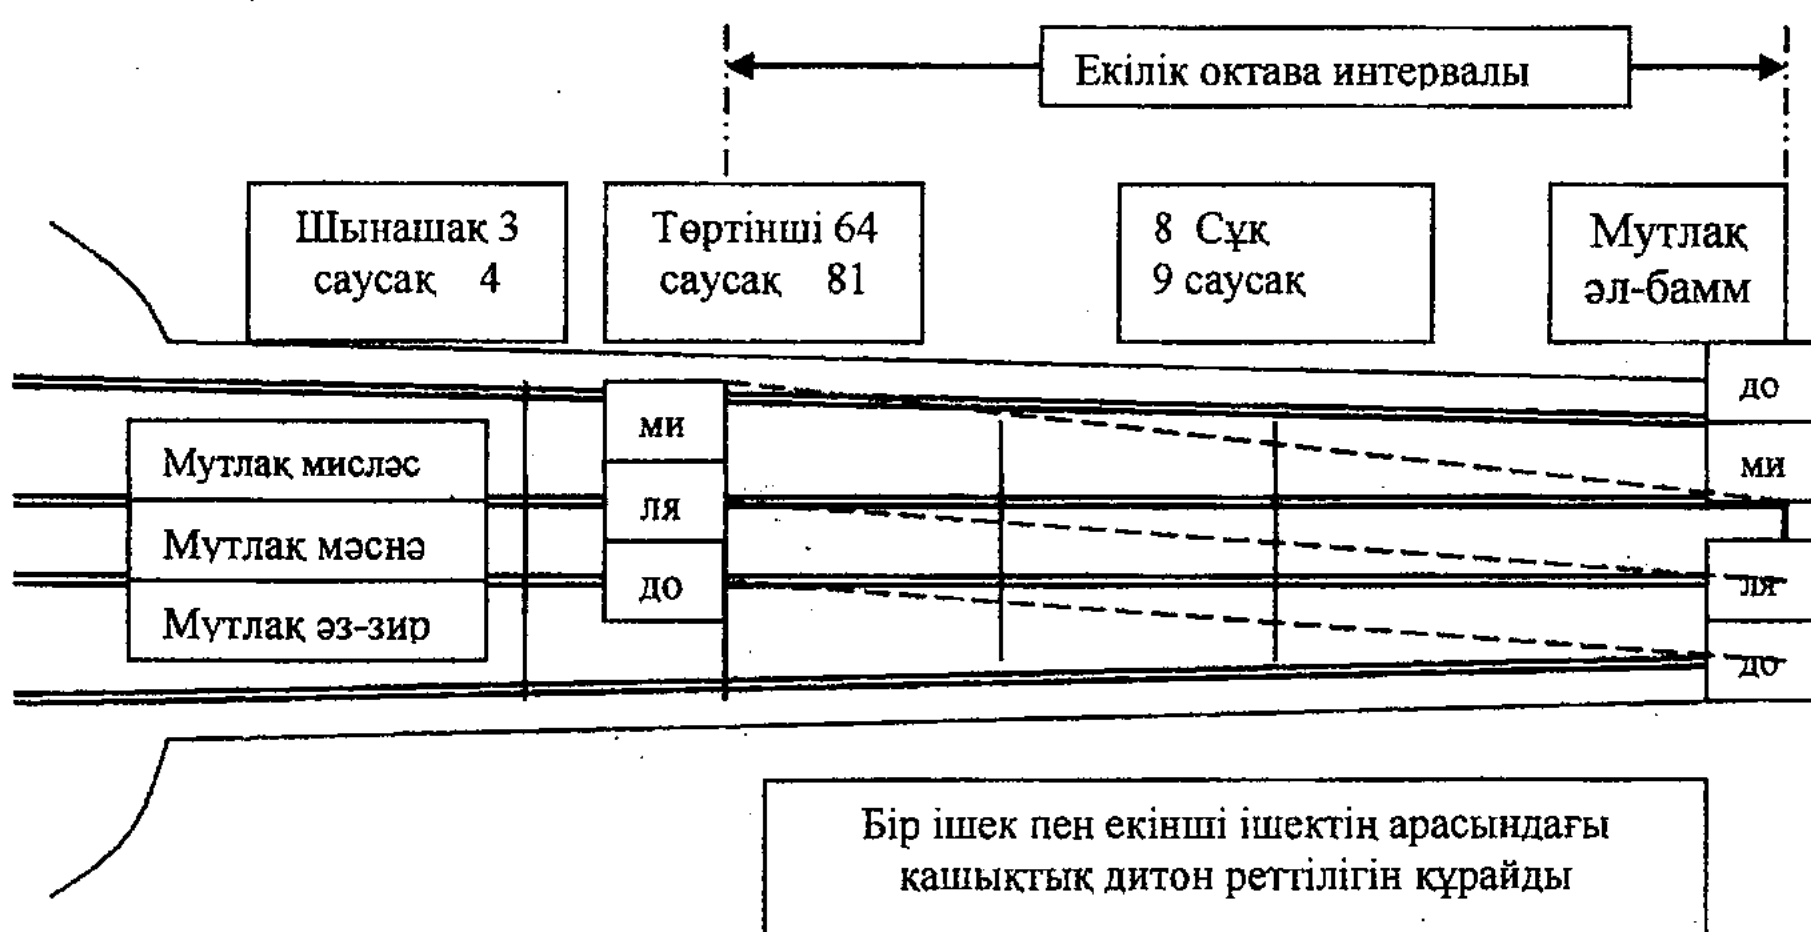 Екілік октава интервалы
Шынашақ 3
саусақ 4
Төртінші 64
саусақ 81
8 Сұқ
9 саусақ
Мутлақ
әл-бамм
до
ми
Мутлақ мисләс
Мутлақ мәснә
Мутлақ әз-зир
ми
ля
до
ля
до
Бір ішек пен екінші ішектің арасындағы
қашықтық дитон реттілігін құрайды